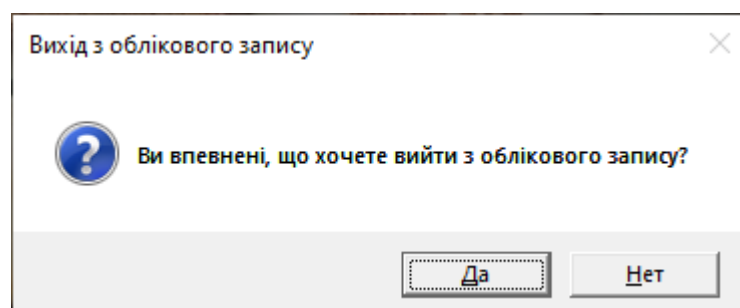 Вихід з облікового запису
Ви впевнені, що хочете вийти з облікового запису?
Да
Нет